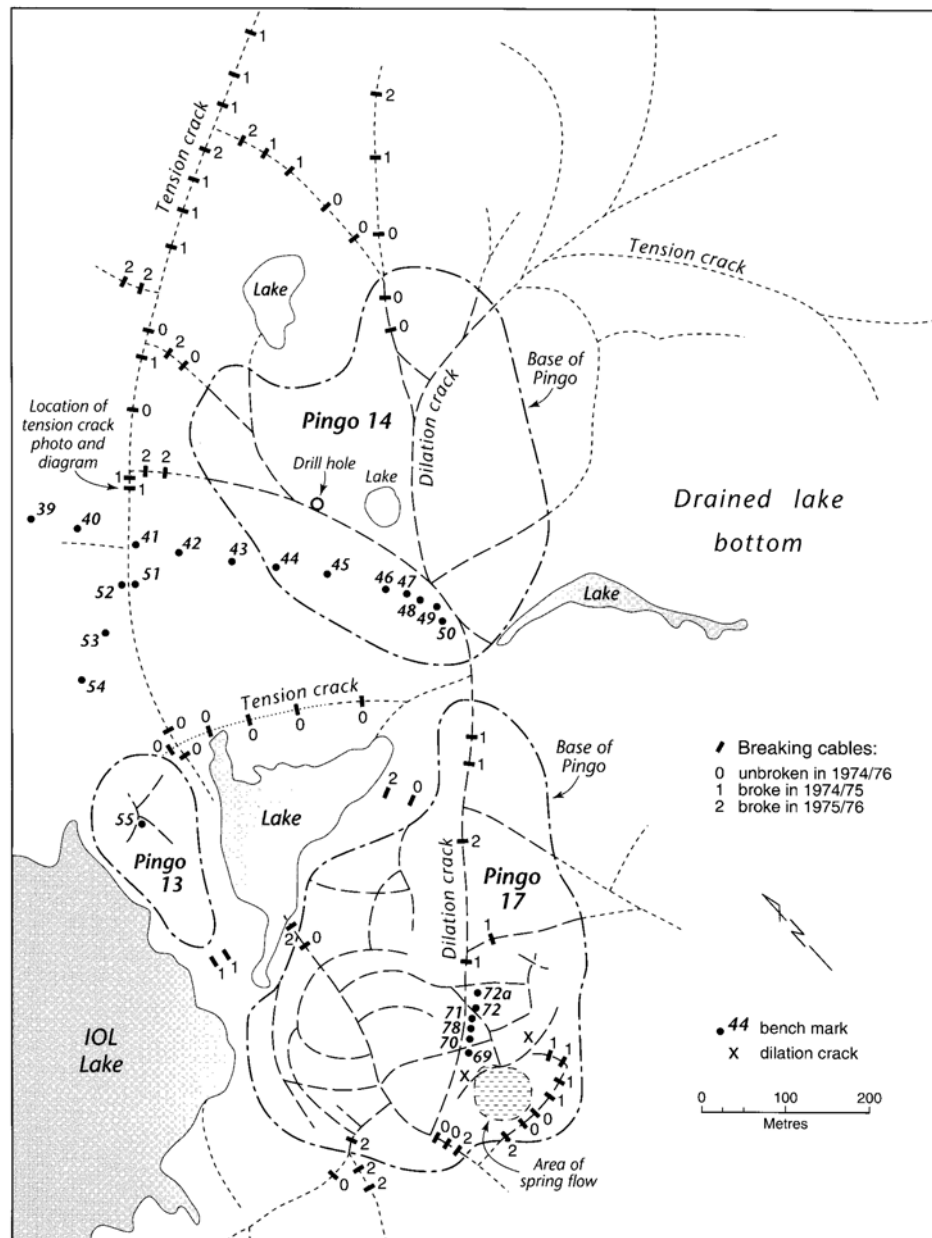 1
1
Tension crack
1
2
1
1
1
2
1
1
0
0
2
1
0
0
0
2
2
Lake
Tension crack
0
1
2
0
0
Base of
Pingo
Dilation crack
Location of
tension crack
photo and
diagram
Pingo 14
2
2
1
1
Drill hole
Lake
Drained lake
bottom
39
40
41
42
43
44
45
46
47
48
49
50
51
52
53
54
Lake
Tension crack
0
0
0
0
0
0
0
Base of
Pingo
1
1
2
0
2
Lake
55
Pingo
13
Dilation crack
Pingo
17
Breaking cables:
0 unbroken in 1974/76
1 broke in 1974/75
2 broke in 1975/76
1
1
2
0
1
1
IOL
Lake
72a
72
71
78
70
69
x
x
1
1
1
1
0
0
2
0
0
2
2
2
0
2
Area of
spring flow
44 bench mark
x dilation crack
0 100 200
Metres